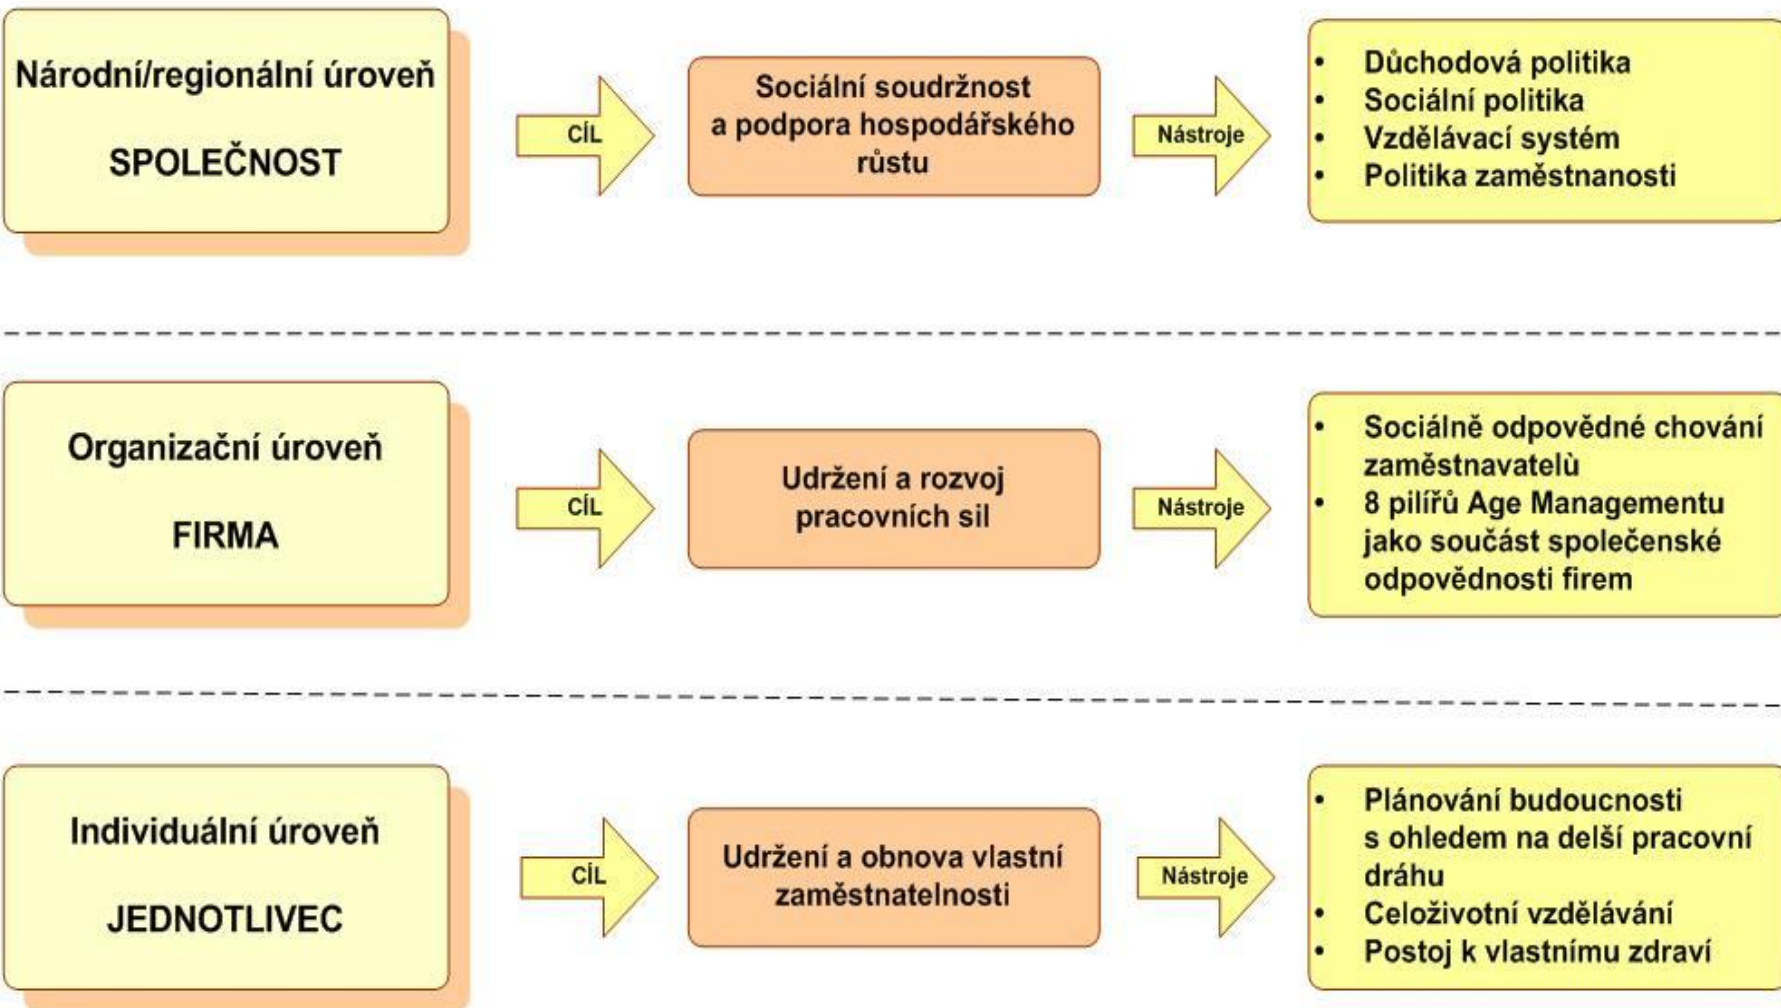 Národní/regionální úroveň
SPOLEČNOST
CÍL
Sociální soudržnost
a podpora hospodářského
růstu
Nástroje
• Důchodová politika
• Sociální politika
• Vzdělávací systém
• Politika zaměstnanosti
Organizační úroveň
FIRMA
CÍL
Udržení a rozvoj
pracovních sil
Nástroje
• Sociálně odpovědné chování
zaměstnavatelù
• 8 pilířů Age Managementu
jako součást společenské
odpovědnosti firem
Individuální úroveň
JEDNOTLIVEC
CÍL
Udržení a obnova vlastní
zaměstnatelnosti
Nástroje
• Plánování budoucnosti
s ohledem na delší pracovní
dráhu
• Celoživotní vzdělávání
• Postoj k vlastnímu zdraví